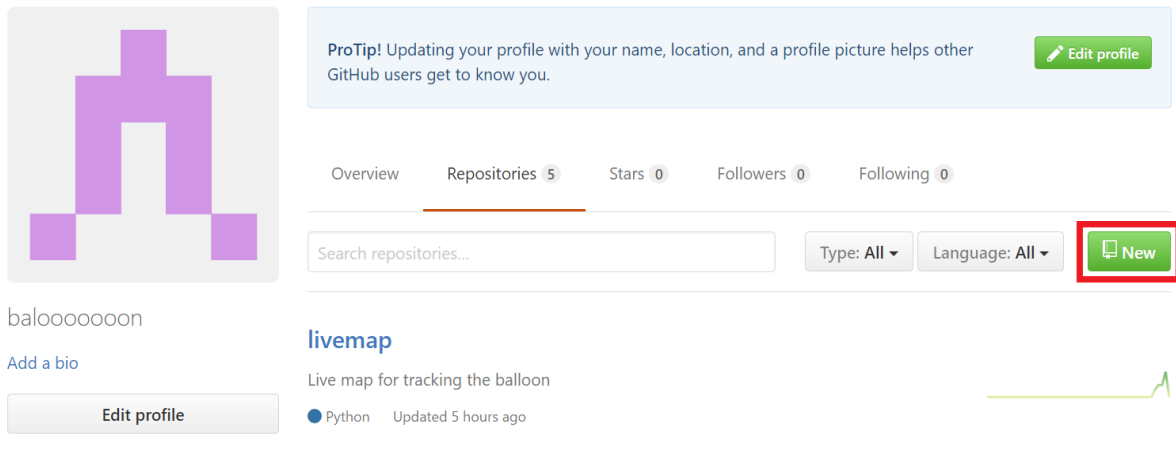 ProTip! Updating your profile with your name, location, and a profile picture helps other
GitHub users get to know you.
Edit profile
Overview Repositories 5 Stars 0 Followers 0 Following 0
Search repositories...
Type: All
Language: All
New
balooooooon
Add a bio
Edit profile
livemap
Live map for tracking the balloon
Python Updated 5 hours ago